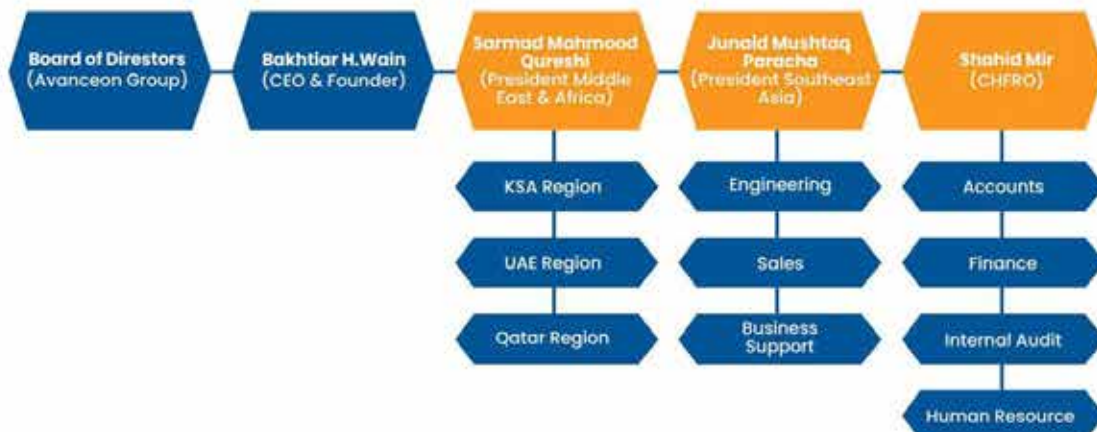 Board of Direstors
(Avanceon Group)
Bakhtiar H.Wain
(CEO & Founder)
Sarmad Mahmood
Qureshi
(President Middle
East & Africa)
Junaid Mushtaq
Paracha
(President Southeast
Asia)
Shahid Mir
(CHFRO)
KSA Region
UAE Region
Qatar Region
Engineering
Sales
Business
Support
Accounts
Finance
Internal Audit
Human Resource